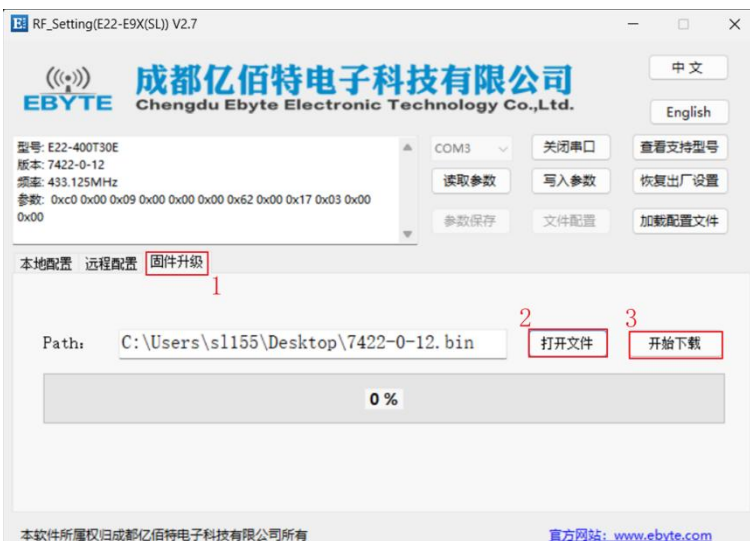 RF_Setting(E22-E9X(SL)) V2.7
EBYTE
成都亿佰特电子科技有限公司
Chengdu Ebyte Electronic Technology Co.,Ltd.
中文
English
型号: E22-400T30E
版本: 7422-0-12
频率: 433.125MHz
参数: 0xc0 0x00 0x09 0x00 0x00 0x00 0x62 0x00 0x17 0x03 0x00
0x00
COM3 关闭串口 查看支持型号
读取参数 写入参数 恢复出厂设置
参数保存 文件配置 加载配置文件
本地配置 远程配置 固件升级
1
2 3
Path: C:\Users\sl155\Desktop\7422-0-12.bin 打开文件 开始下载
0 %
本软件所属权归成都亿佰特电子科技有限公司所有 官方网站: www.ebyte.com